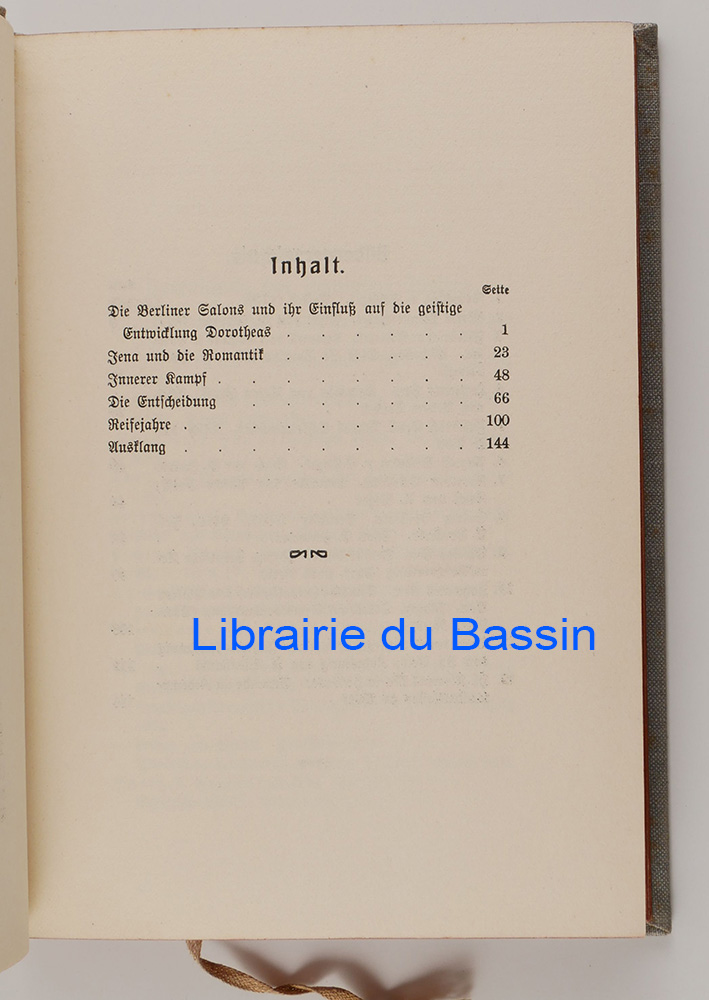 Inhalt.
Seite
Die Berliner Salons und ihr Einfluß auf die geistige
Entwicklung Dorotheas . . . . . . 1
Jena und die Romantik . . . . . . 23
Innerer Kampf . . . . . . . . 48
Die Entscheidung . . . . . . . 66
Reisejahre . . . . . . . . . 100
Ausklang . . . . . . . . . 144
Librairie du Bassin